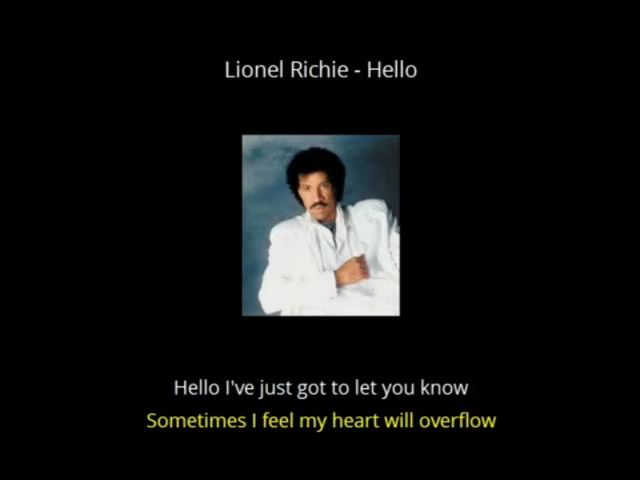 Lionel Richie - Hello
Hello I've just got to let you know
Sometimes I feel my heart will overflow